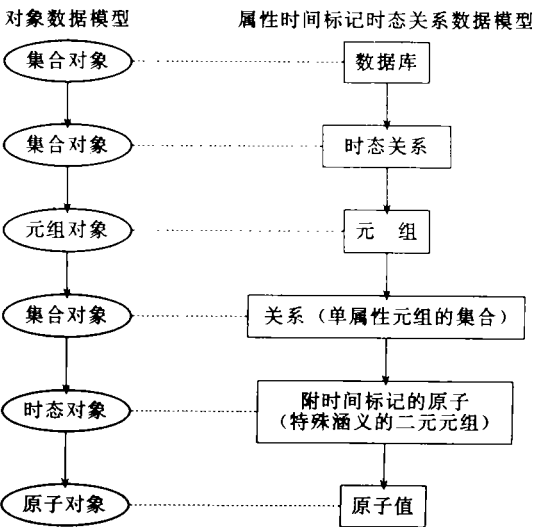 对象数据模型
属性时间标记时态关系数据模型
集合对象
数据库
集合对象
时态关系
元组对象
元 组
集合对象
关系（单属性元组的集合）
时态对象
附时间标记的原子
（特殊涵义的二元元组）
原子对象
原子值